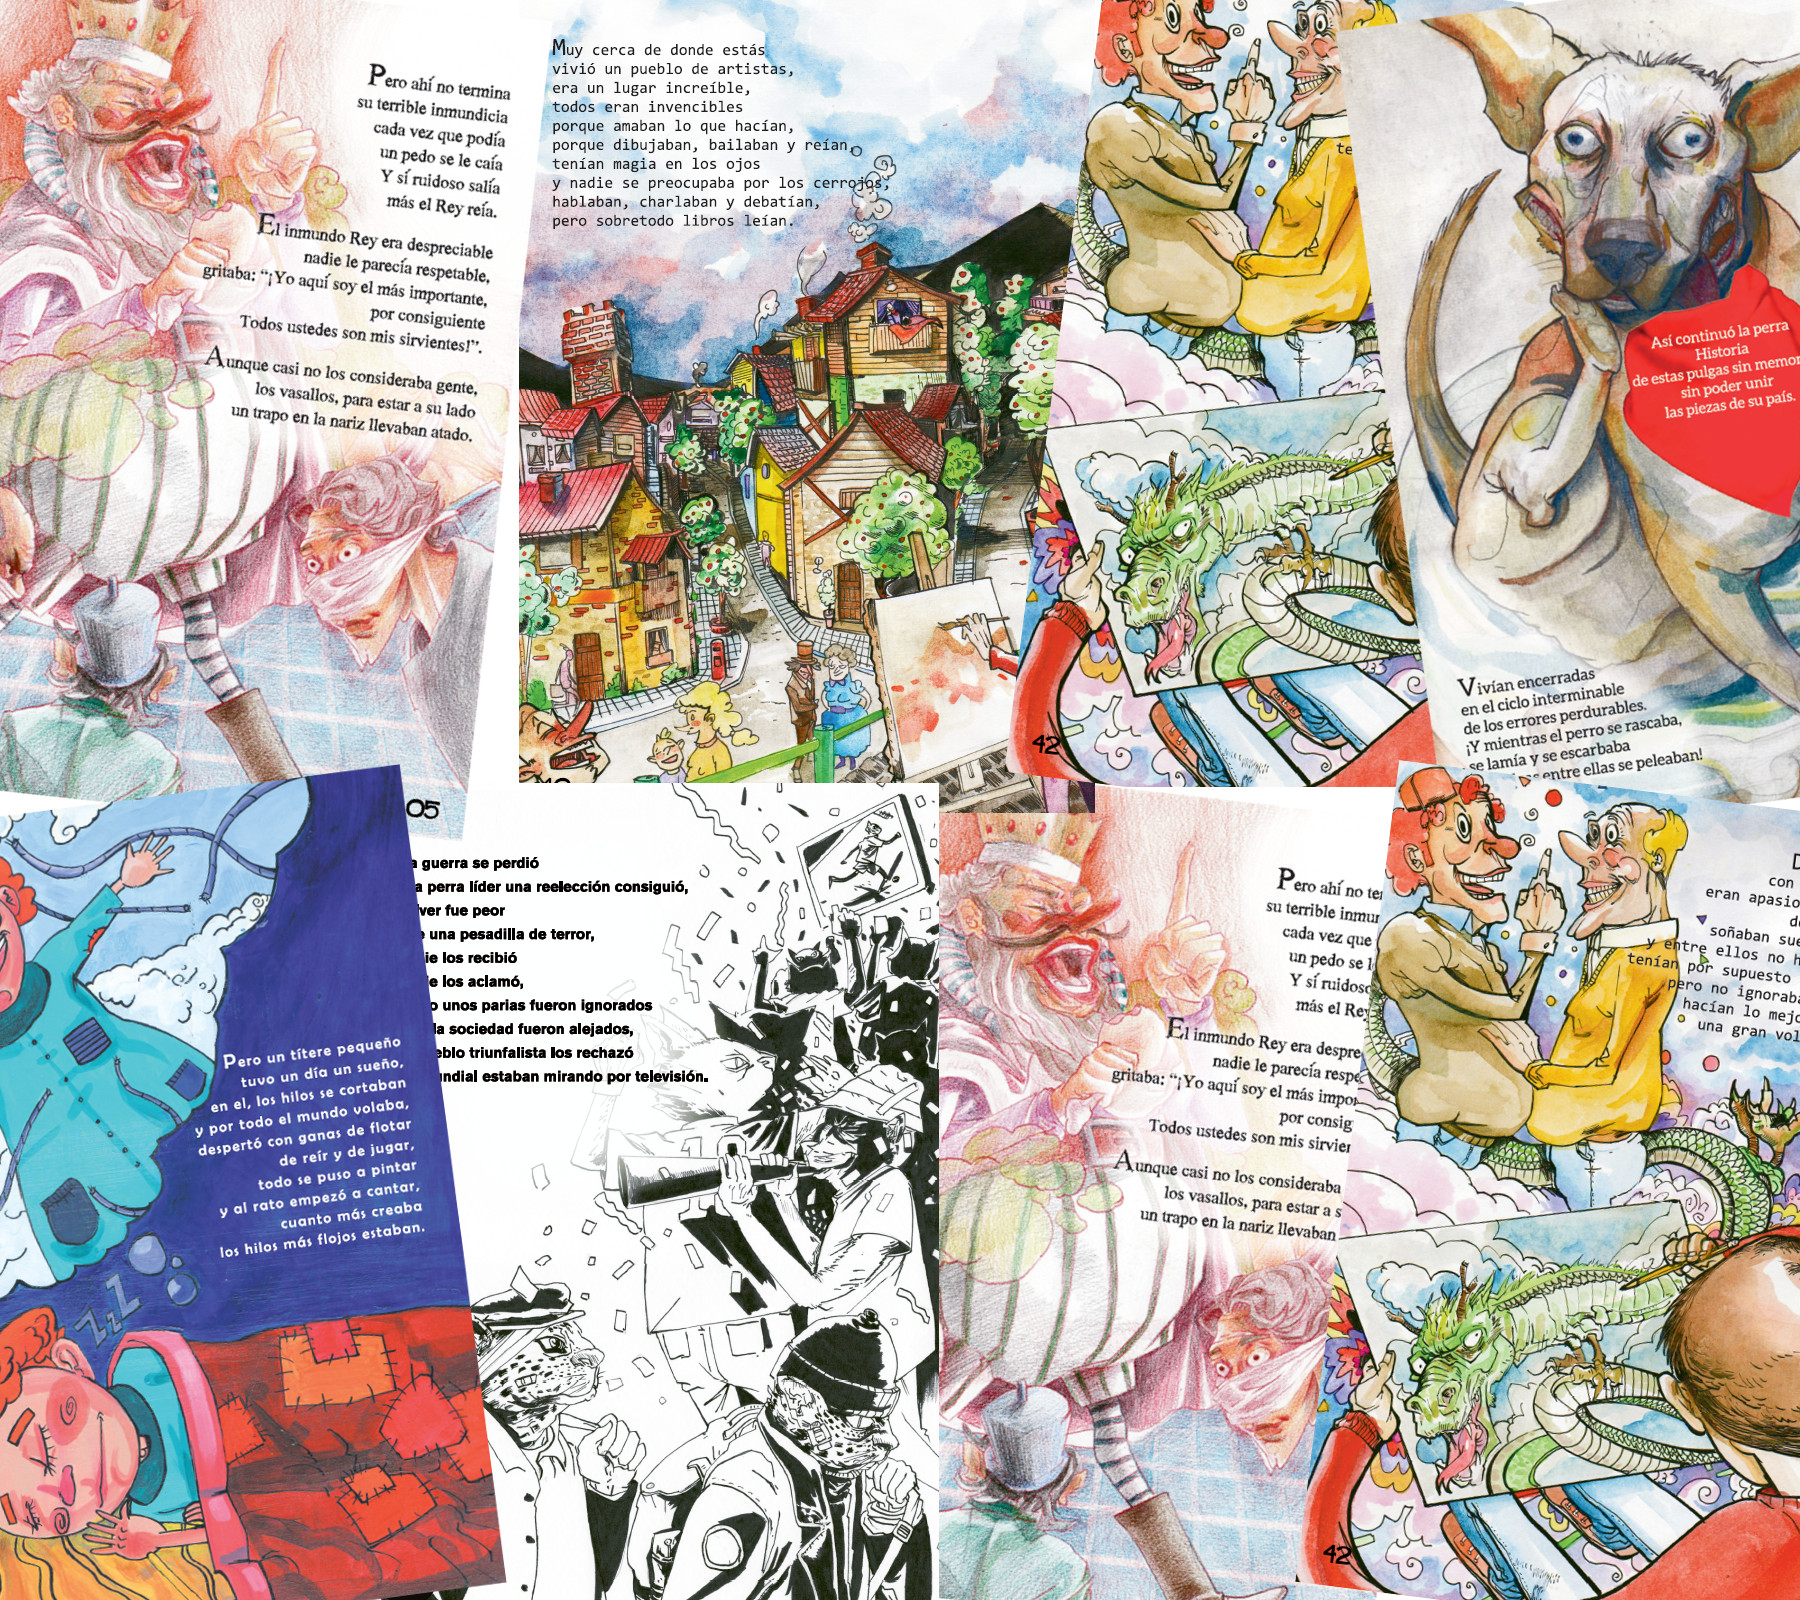 Pero ahí no termina
su terrible inmundicia
cada vez que podía
un pedo se le caía
Y sí ruidoso salía
más el Rey reía.
El inmundo Rey era despreciable
nadie le parecía respetable,
gritaba: “¡Yo aquí soy el más importante,
por consiguiente
Todos ustedes son mis sirvientes!”.
Aunque casi no los consideraba gente,
los vasallos, para estar a su lado
un trapo en la nariz llevaban atado.
05
Muy cerca de donde estás
vivió un pueblo de artistas,
era un lugar increíble,
todos eran invencibles
porque amaban lo que hacían,
porque dibujaban, bailaban y reían,
tenían magia en los ojos
y nadie se preocupaba por los cerrojos,
hablaban, charlaban y debatían,
pero sobretodo libros leían.
te
42
Así continuó la perra
Historia
de estas pulgas sin memor
sin poder unir
las piezas de su país.
Vivían encerradas
en el ciclo interminable
de los errores perdurables.
¡Y mientras el perro se rascaba,
se lamía y se escarbaba
entre ellas se peleaban!
Pero un títere pequeño
tuvo un día un sueño,
en el, los hilos se cortaban
y por todo el mundo volaba,
despertó con ganas de flotar
de reír y de jugar,
todo se puso a pintar
y al rato empezó a cantar,
cuanto más creaba
los hilos más flojos estaban.
ZZZ
a guerra se perdió
a perra líder una reelección consiguió,
ver fue peor
e una pesadilla de terror,
ie los recibió
ie los aclamó,
o unos parias fueron ignorados
la sociedad fueron alejados,
eblo triunfalista los rechazó
undial estaban mirando por televisión.
Pero ahí no ter
su terrible inmun
cada vez que
un pedo se l
Y sí ruidoso
más el Rey
El inmundo Rey era despre
nadie le parecía respe
gritaba: “¡Yo aquí soy el más impor
por consig
Todos ustedes son mis sirvien
Aunque casi no los consideraba
los vasallos, para estar a s
un trapo en la nariz llevaban
D
con
eran apasio
de
soñaban sue
y entre ellos no h
tenían por supuesto
pero no ignoraba
hacían lo mejo
una gran vol
42